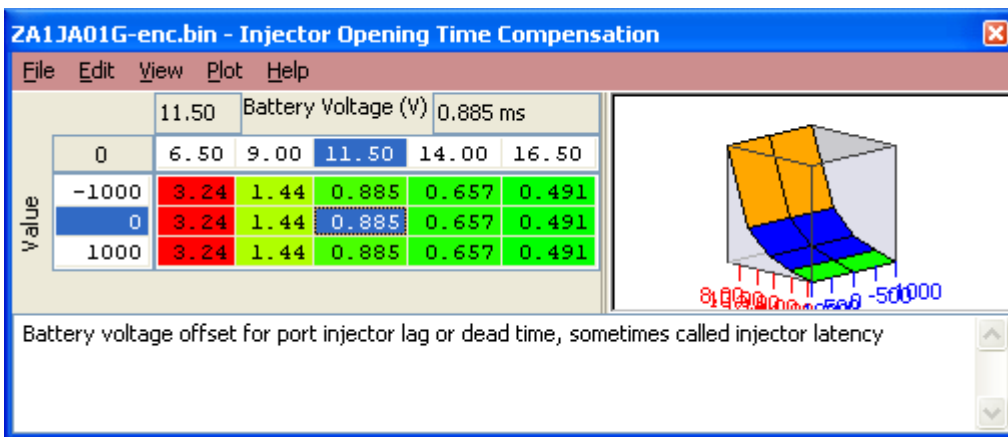 ZA1JA01G-enc.bin - Injector Opening Time Compensation
File Edit View Plot Help
11.50 Battery Voltage (V) 0.885 ms
0 6.50 9.00 11.50 14.00 16.50
Value
-1000 3.24 1.44 0.885 0.657 0.491
0 3.24 1.44 0.885 0.657 0.491
1000 3.24 1.44 0.885 0.657 0.491
Battery voltage offset for port injector lag or dead time, sometimes called injector latency